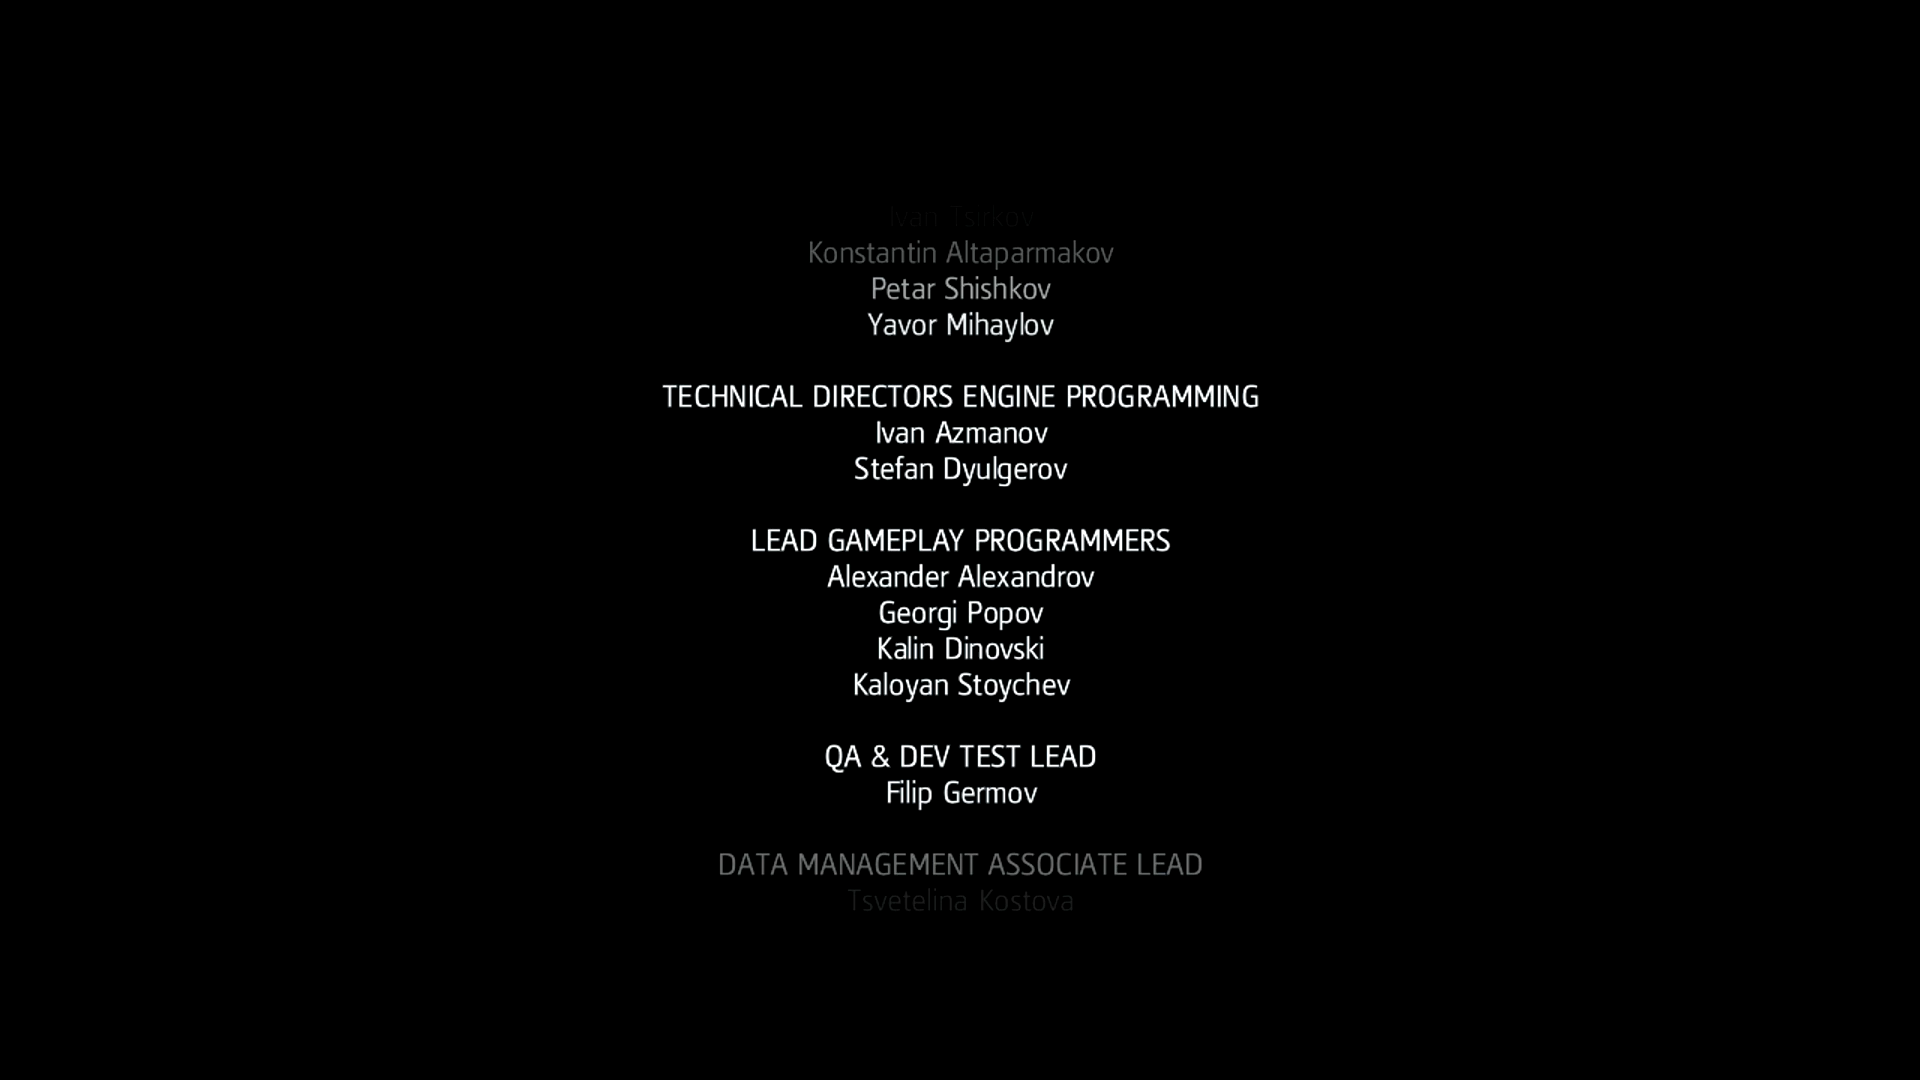 Ivan Tsirkov
Konstantin Altaparmakov
Petar Shishkov
Yavor Mihaylov
TECHNICAL DIRECTORS ENGINE PROGRAMMING
Ivan Azmanov
Stefan Dyulgerov
LEAD GAMEPLAY PROGRAMMERS
Alexander Alexandrov
Georgi Popov
Kalin Dinovski
Kaloyan Stoychev
QA & DEV TEST LEAD
Filip Germov
DATA MANAGEMENT ASSOCIATE LEAD
Tsvetelina Kostova